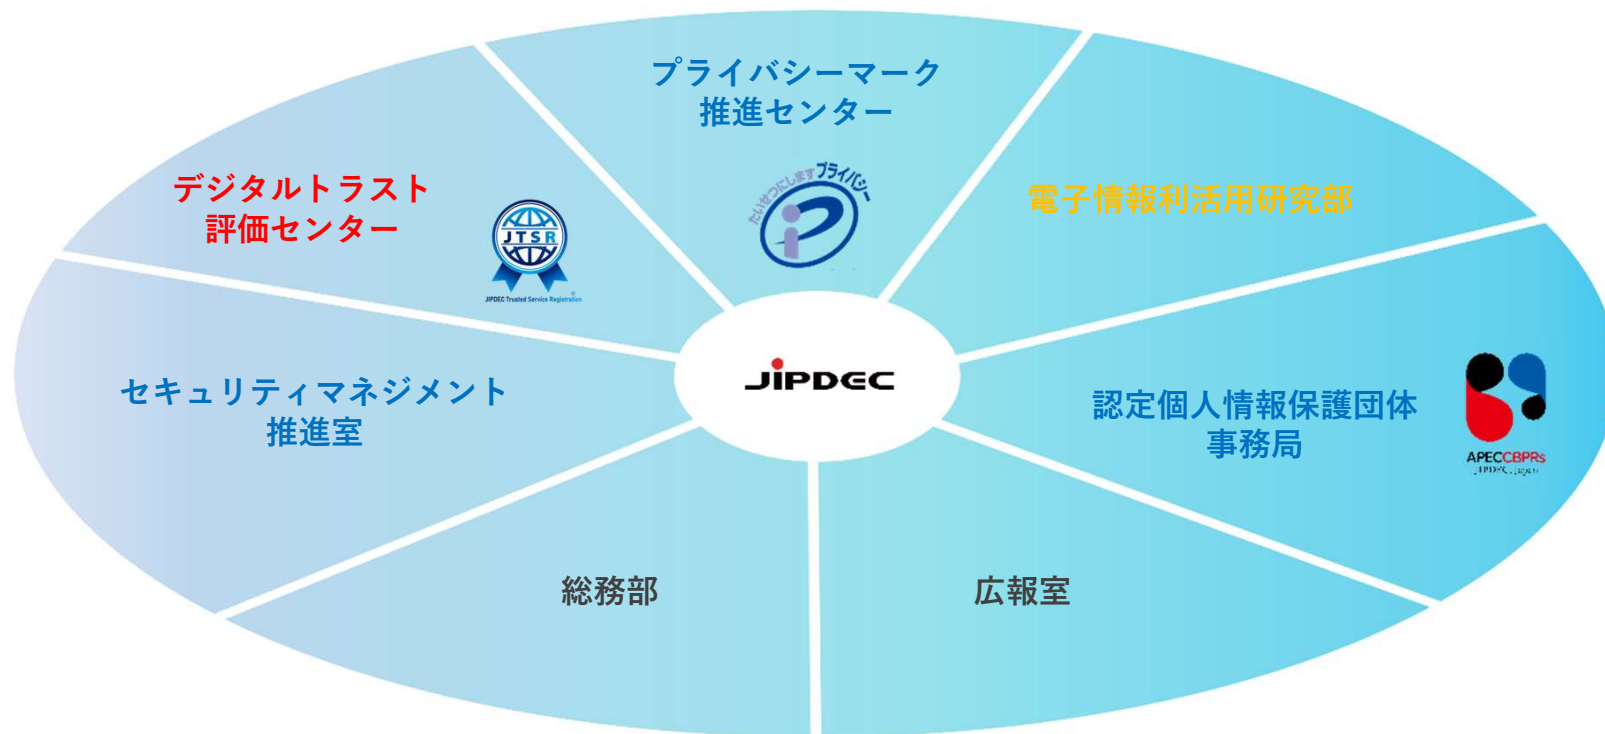 プライバシーマーク
推進センター
たいせつにしますプライバシー
デジタルトラスト
評価センター
JTSR
JIPDEC Trusted Service Registration
電子情報利活用研究部
JIPDEC
セキュリティマネジメント
推進室
認定個人情報保護団体
事務局
APECCBPRs
JIPDEC, Japan
総務部
広報室